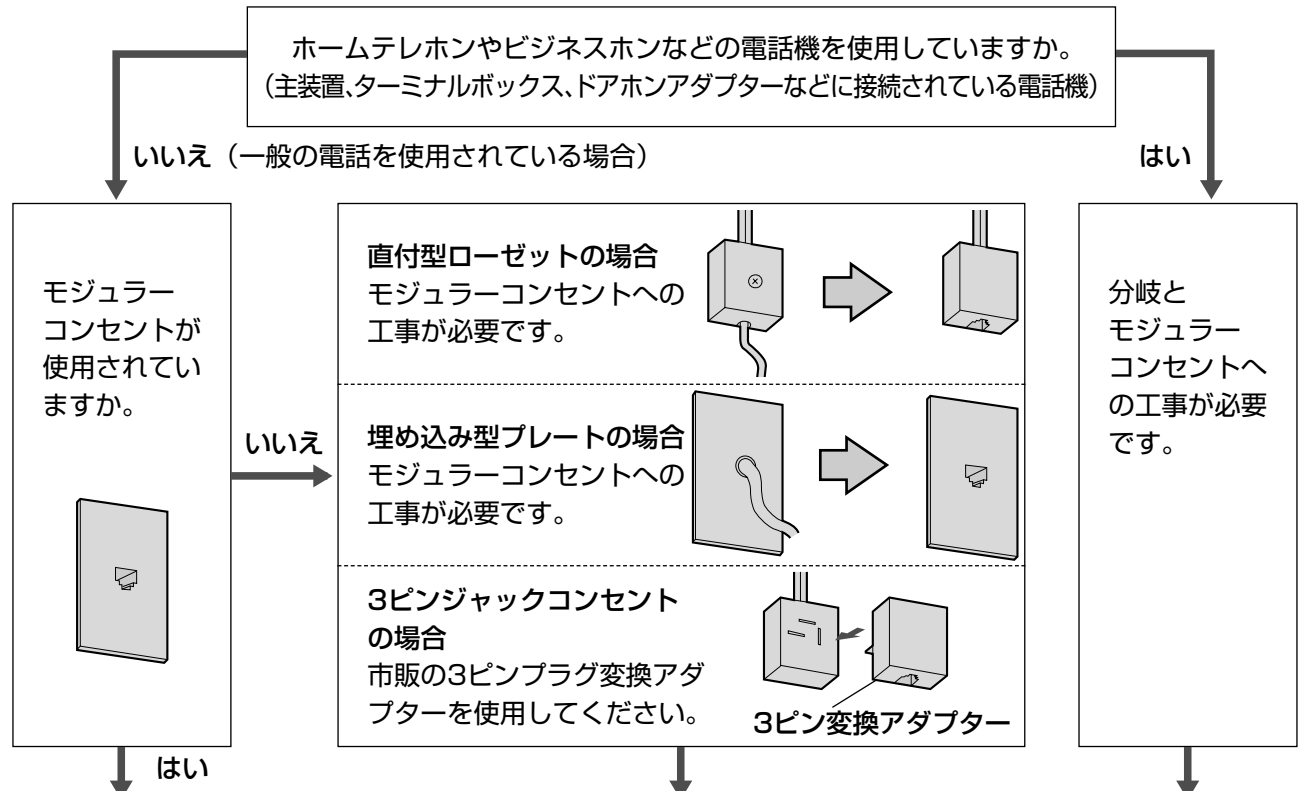 ホームテレホンやビジネスホンなどの電話機を使用していますか。
（主装置、ターミナルボックス、ドアホンアダプターなどに接続されている電話機）
いいえ（一般の電話を使用されている場合）
はい
モジュラー
コンセントが
使用されてい
ますか。
いいえ
直付型ローゼットの場合
モジュラーコンセントへの
工事が必要です。
埋め込み型プレートの場合
モジュラーコンセントへの
工事が必要です。
3ピンジャックコンセント
の場合
市販の3ピンプラグ変換アダ
プターを使用してください。
3ピン変換アダプター
分岐と
モジュラー
コンセントへ
の工事が必要
です。
はい